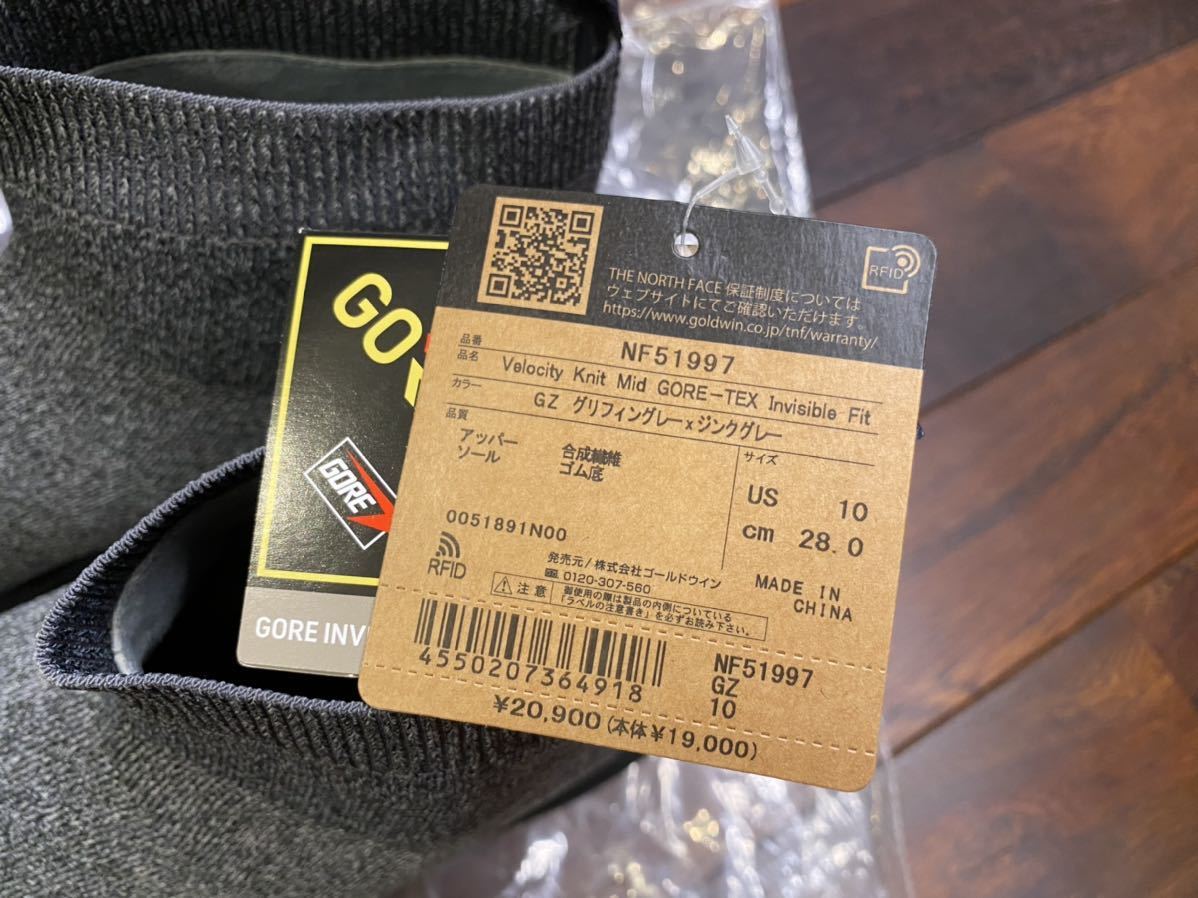 THE NORTH FACE 保証制度については
ウェブサイトにてご確認いただけます。
https://www.goldwin.co.jp/tnf/warranty/
RFID
品番 NF51997
品名 Velocity Knit Mid GORE-TEX Invisible Fit
カラー GZ グリフィングレー×ジンクグレー
品質
アッパー 合成繊維
ソール ゴム底
サイズ
US 10
cm 28.0
0051891N00
RFID
発売元/株式会社ゴールドウイン
0120-307-560
MADE IN
CHINA
注意
御使用の際は製品の内側についている
「ラベルの注意書き」を必ずお読み下さい。
4550207364918
NF51997
GZ
10
¥20,900(本体¥19,000)
GO
GORE
GORE INV